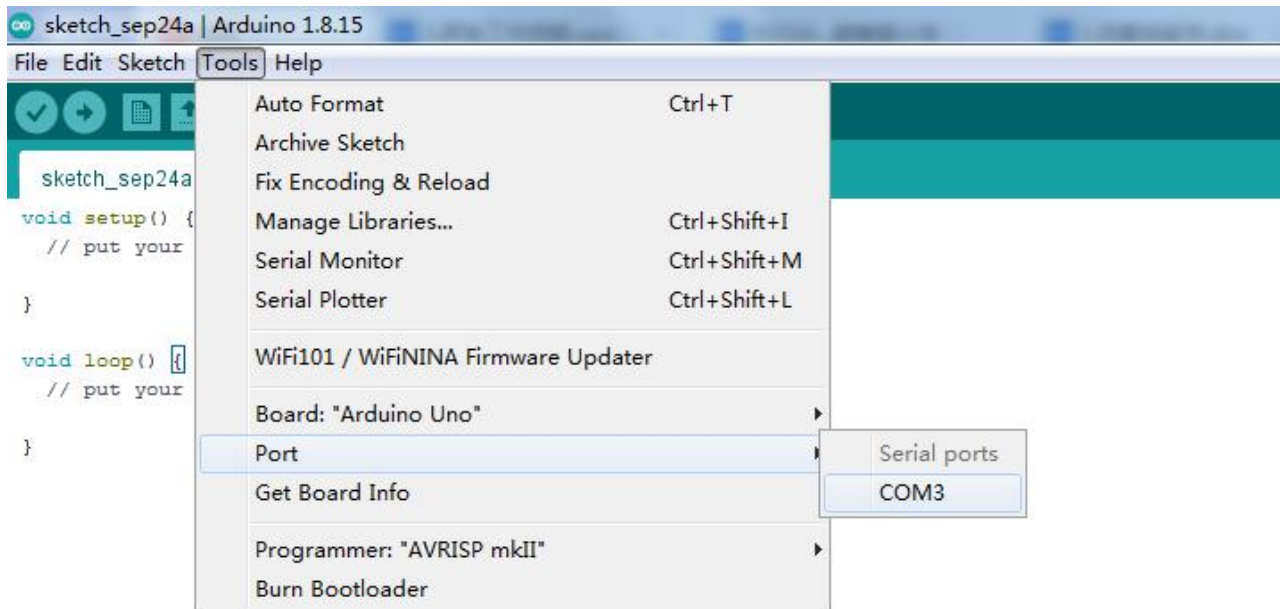 sketch_sep24a | Arduino 1.8.15
File Edit Sketch Tools Help
sketch_sep24a
void setup() {
// put your
}
void loop() {
// put your
}
Auto Format Ctrl+T
Archive Sketch
Fix Encoding & Reload
Manage Libraries... Ctrl+Shift+I
Serial Monitor Ctrl+Shift+M
Serial Plotter Ctrl+Shift+L
WiFi101 / WiFiNINA Firmware Updater
Board: "Arduino Uno"
Port
Get Board Info
Programmer: "AVRISP mkII"
Burn Bootloader
Serial ports
COM3